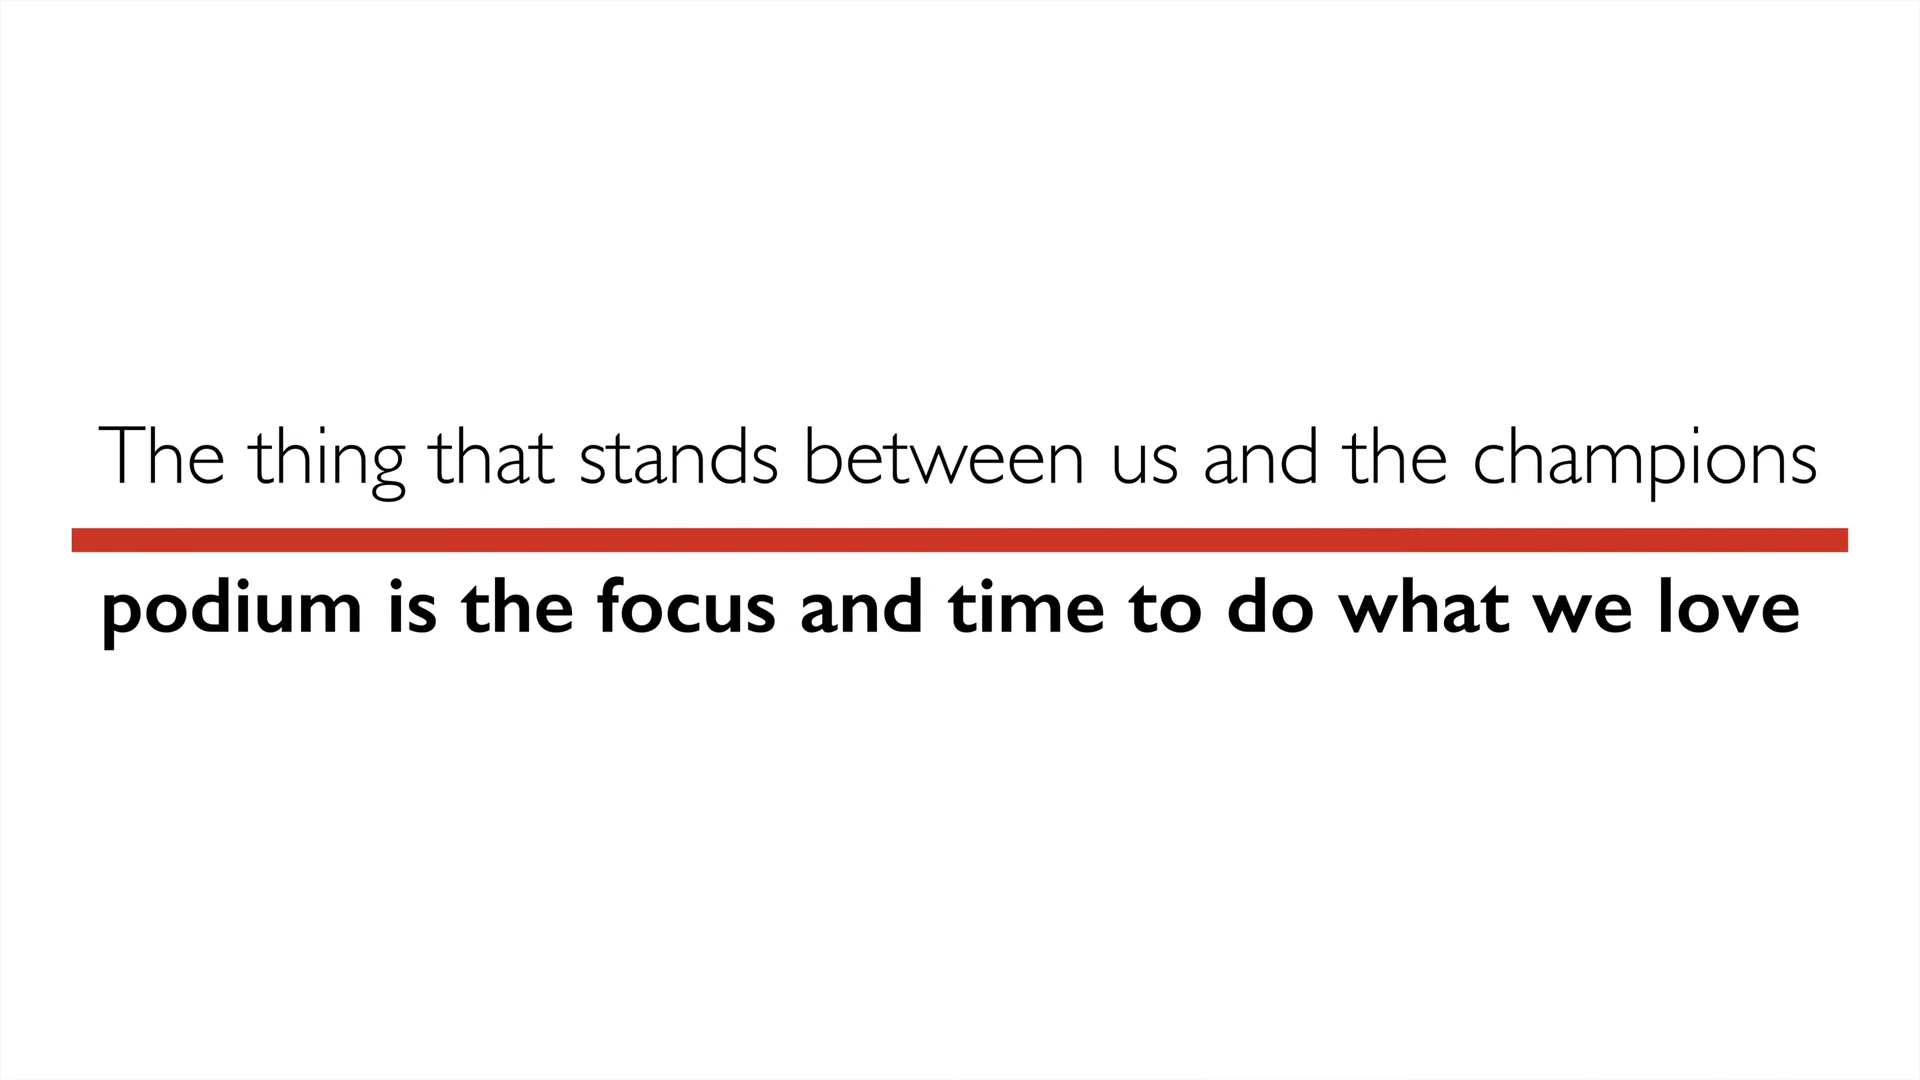 The thing that stands between us and the champions
podium is the focus and time to do what we love